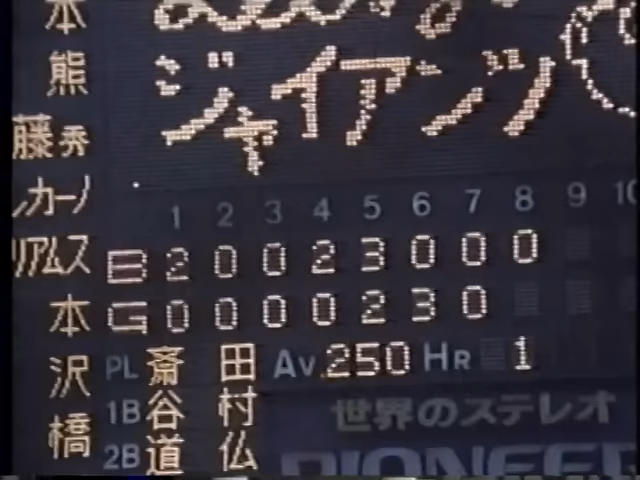 本
熊
藤秀
ジャイアンツ
カーノ
リアムス
本
沢
橋
1 2 3 4 5 6 7 8 9 10
B 2 0 0 2 3 0 0 0
G 0 0 0 0 2 3 0
PL 斎田 Av .250 HR 1
1B 谷村
2B 道仏
世界のステレオ
PIONEER